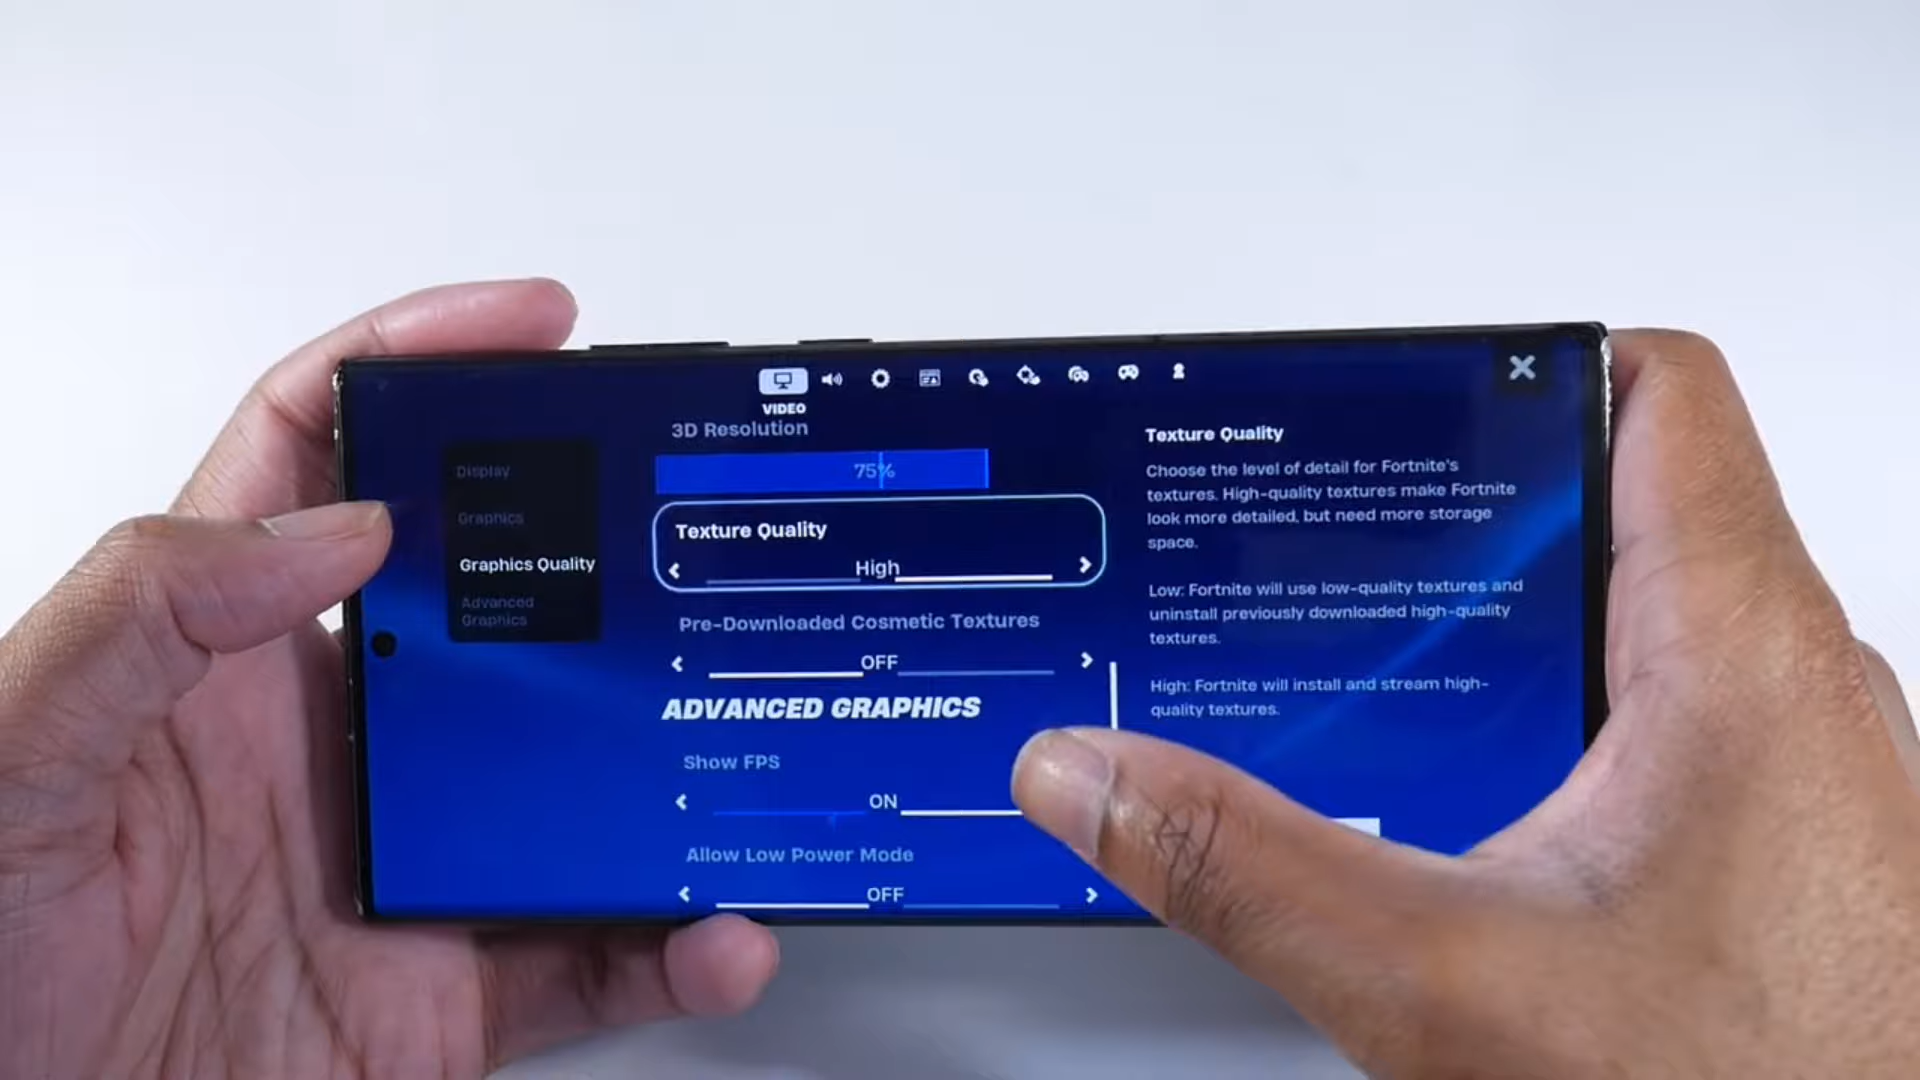 VIDEO
3D Resolution
75%
Display
Graphics
Graphics Quality
Advanced
Graphics
Texture Quality
High
Pre-Downloaded Cosmetic Textures
OFF
ADVANCED GRAPHICS
Show FPS
ON
Allow Low Power Mode
OFF
Texture Quality
Choose the level of detail for Fortnite's
textures. High-quality textures make Fortnite
look more detailed, but need more storage
space.
Low: Fortnite will use low-quality textures and
uninstall previously downloaded high-quality
textures.
High: Fortnite will install and stream high-
quality textures.